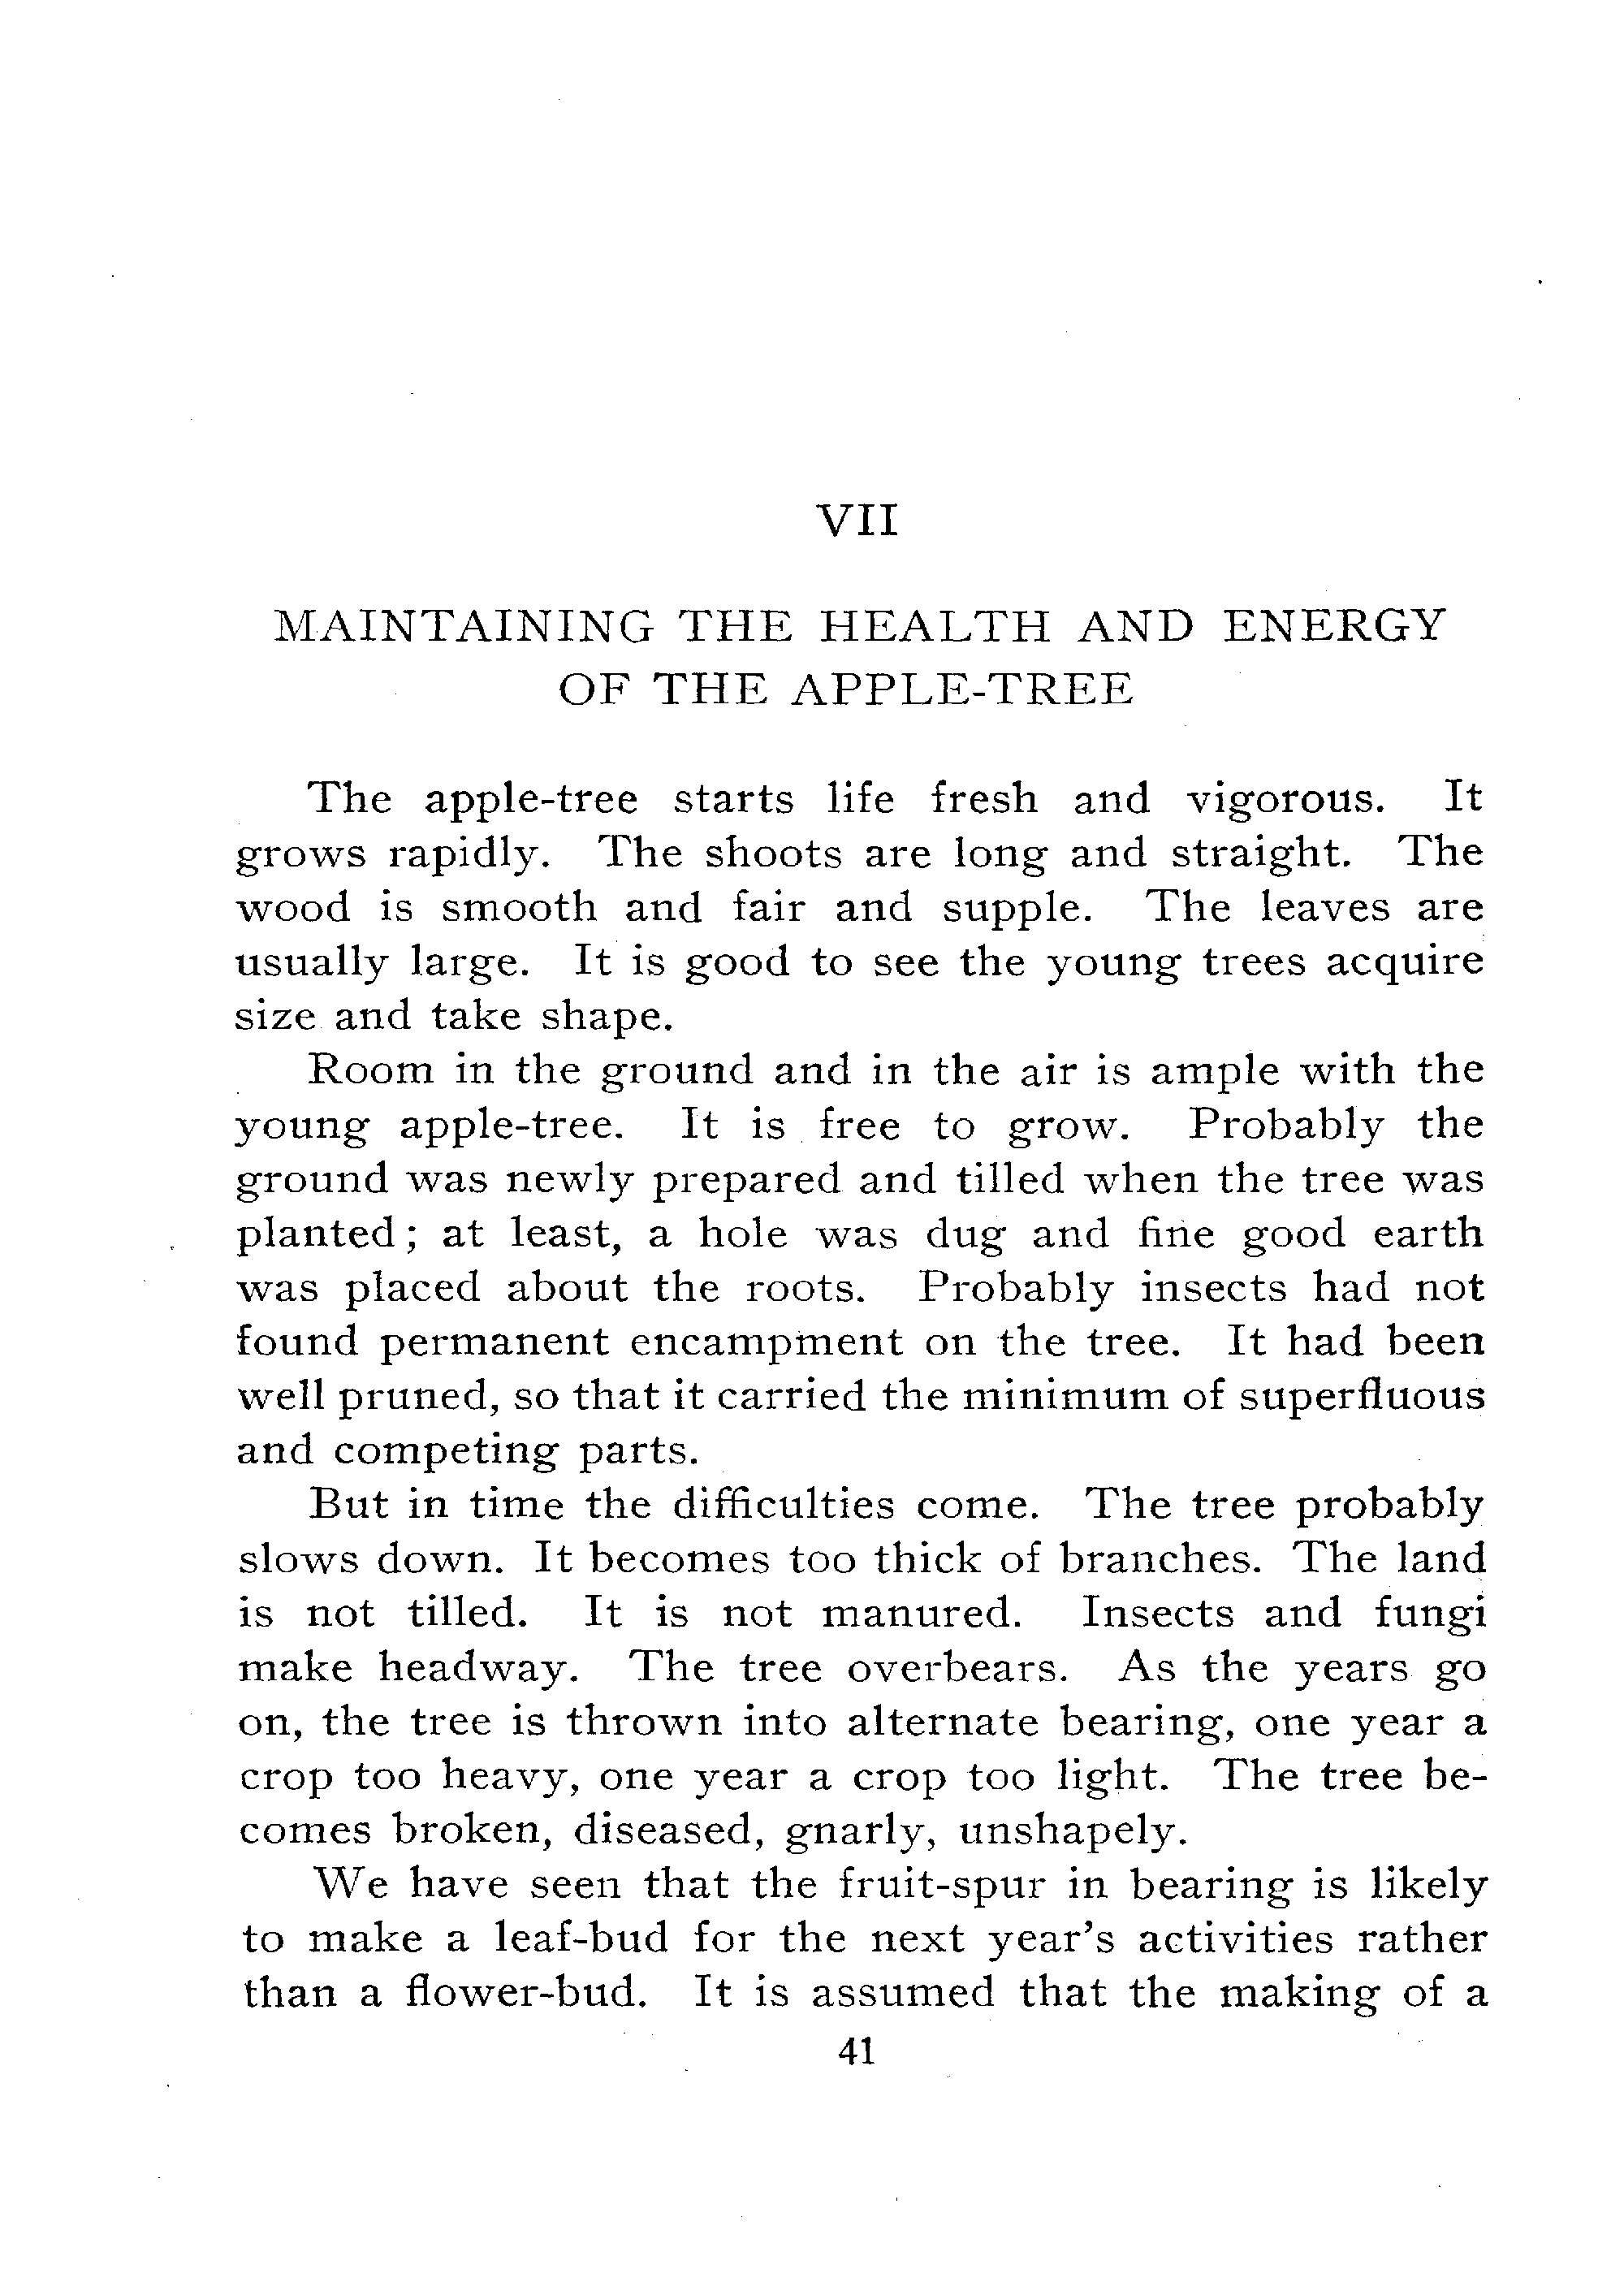 VII
MAINTAINING THE HEALTH AND ENERGY
OF THE APPLE-TREE
The apple-tree starts life fresh and vigorous. It
grows rapidly. The shoots are long and straight. The
wood is smooth and fair and supple. The leaves are
usually large. It is good to see the young trees acquire
size and take shape.
Room in the ground and in the air is ample with the
young apple-tree. It is free to grow. Probably the
ground was newly prepared and tilled when the tree was
planted; at least, a hole was dug and fine good earth
was placed about the roots. Probably insects had not
found permanent encampment on the tree. It had been
well pruned, so that it carried the minimum of superfluous
and competing parts.
But in time the difficulties come. The tree probably
slows down. It becomes too thick of branches. The land
is not tilled. It is not manured. Insects and fungi
make headway. The tree overbears. As the years go
on, the tree is thrown into alternate bearing, one year a
crop too heavy, one year a crop too light. The tree be-
comes broken, diseased, gnarly, unshapely.
We have seen that the fruit-spur in bearing is likely
to make a leaf-bud for the next year's activities rather
than a flower-bud. It is assumed that the making of a
41